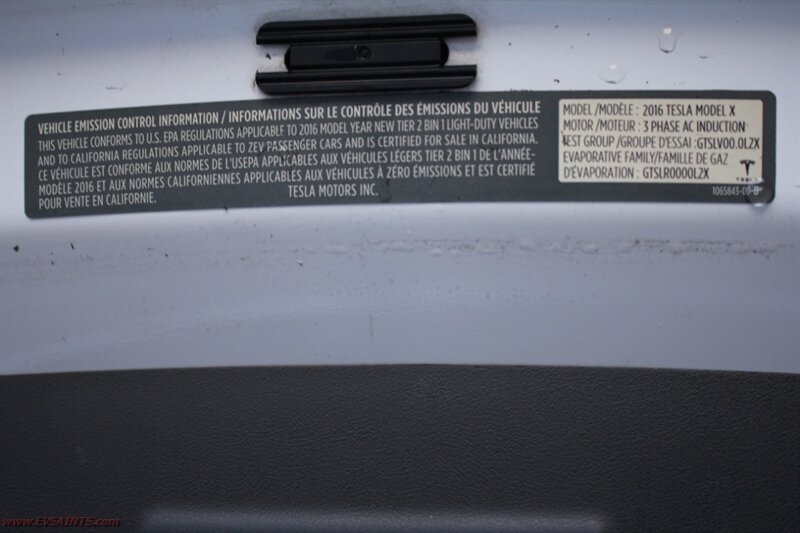 VEHICLE EMISSION CONTROL INFORMATION / INFORMATIONS SUR LE CONTRÔLE DES ÉMISSIONS DU VÉHICULE
THIS VEHICLE CONFORMS TO U.S. EPA REGULATIONS APPLICABLE TO 2016 MODEL YEAR NEW TIER 2 BIN 1 LIGHT-DUTY VEHICLES
AND TO CALIFORNIA REGULATIONS APPLICABLE TO ZEV PASSENGER CARS AND IS CERTIFIED FOR SALE IN CALIFORNIA.
CE VÉHICULE EST CONFORME AUX NORMES DE L'USEPA APPLICABLES AUX VÉHICULES LÉGERS TIER 2 BIN 1 DE L'ANNÉE-
MODÈLE 2016 ET AUX NORMES CALIFORNIENNES APPLICABLES AUX VÉHICULES À ZÉRO ÉMISSIONS ET EST CERTIFIÉ
POUR VENTE EN CALIFORNIE.
TESLA MOTORS INC.
MODEL /MODÈLE : 2016 TESLA MODEL X
MOTOR /MOTEUR : 3 PHASE AC INDUCTION
TEST GROUP /GROUPE D'ESSAI :GTSLV00.0L2X
EVAPORATIVE FAMILY/FAMILLE DE GAZ
D'ÉVAPORATION : GTSLR0000L2X
TESLA
1065843-00-B
www.EVSAINTS.com